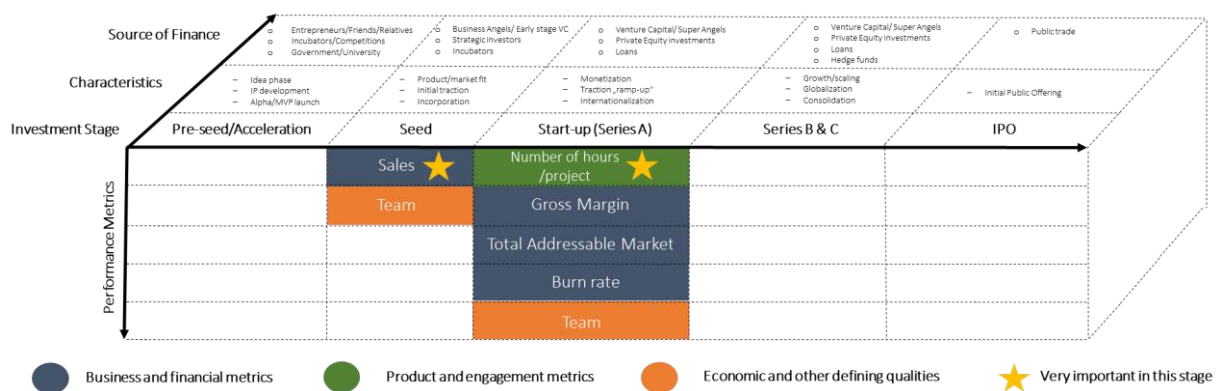 Source of Finance
o Entrepreneurs/Friends/Relatives
o Incubators/Competitions
o Government/University
o Business Angels/ Early stage VC
o Strategic investors
o Incubators
o Venture Capital/ Super Angels
o Private Equity investments
o Loans
o Venture Capital/ Super Angels
o Private Equity investments
o Loans
o Hedge funds
o Public trade
Characteristics
– Idea phase
– IP development
– Alpha/MVP launch
– Product/market fit
– Initial traction
– Incorporation
– Monetization
– Traction „ramp-up"
– Internationalization
– Growth/scaling
– Globalization
– Consolidation
– Initial Public Offering
Investment Stage
Pre-seed/Acceleration
Seed
Start-up (Series A)
Series B & C
IPO
Performance Metrics
Sales
Number of hours
/project
Team
Gross Margin
Total Addressable Market
Burn rate
Team
Business and financial metrics
Product and engagement metrics
Economic and other defining qualities
Very important in this stage